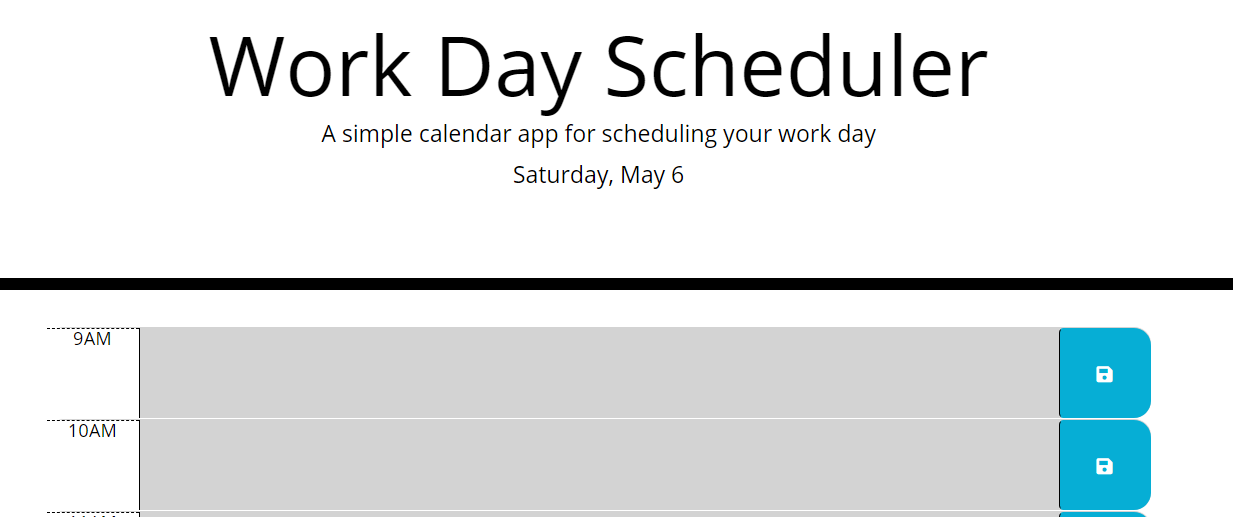 Work Day Scheduler
A simple calendar app for scheduling your work day
Saturday, May 6
9AM
10AM